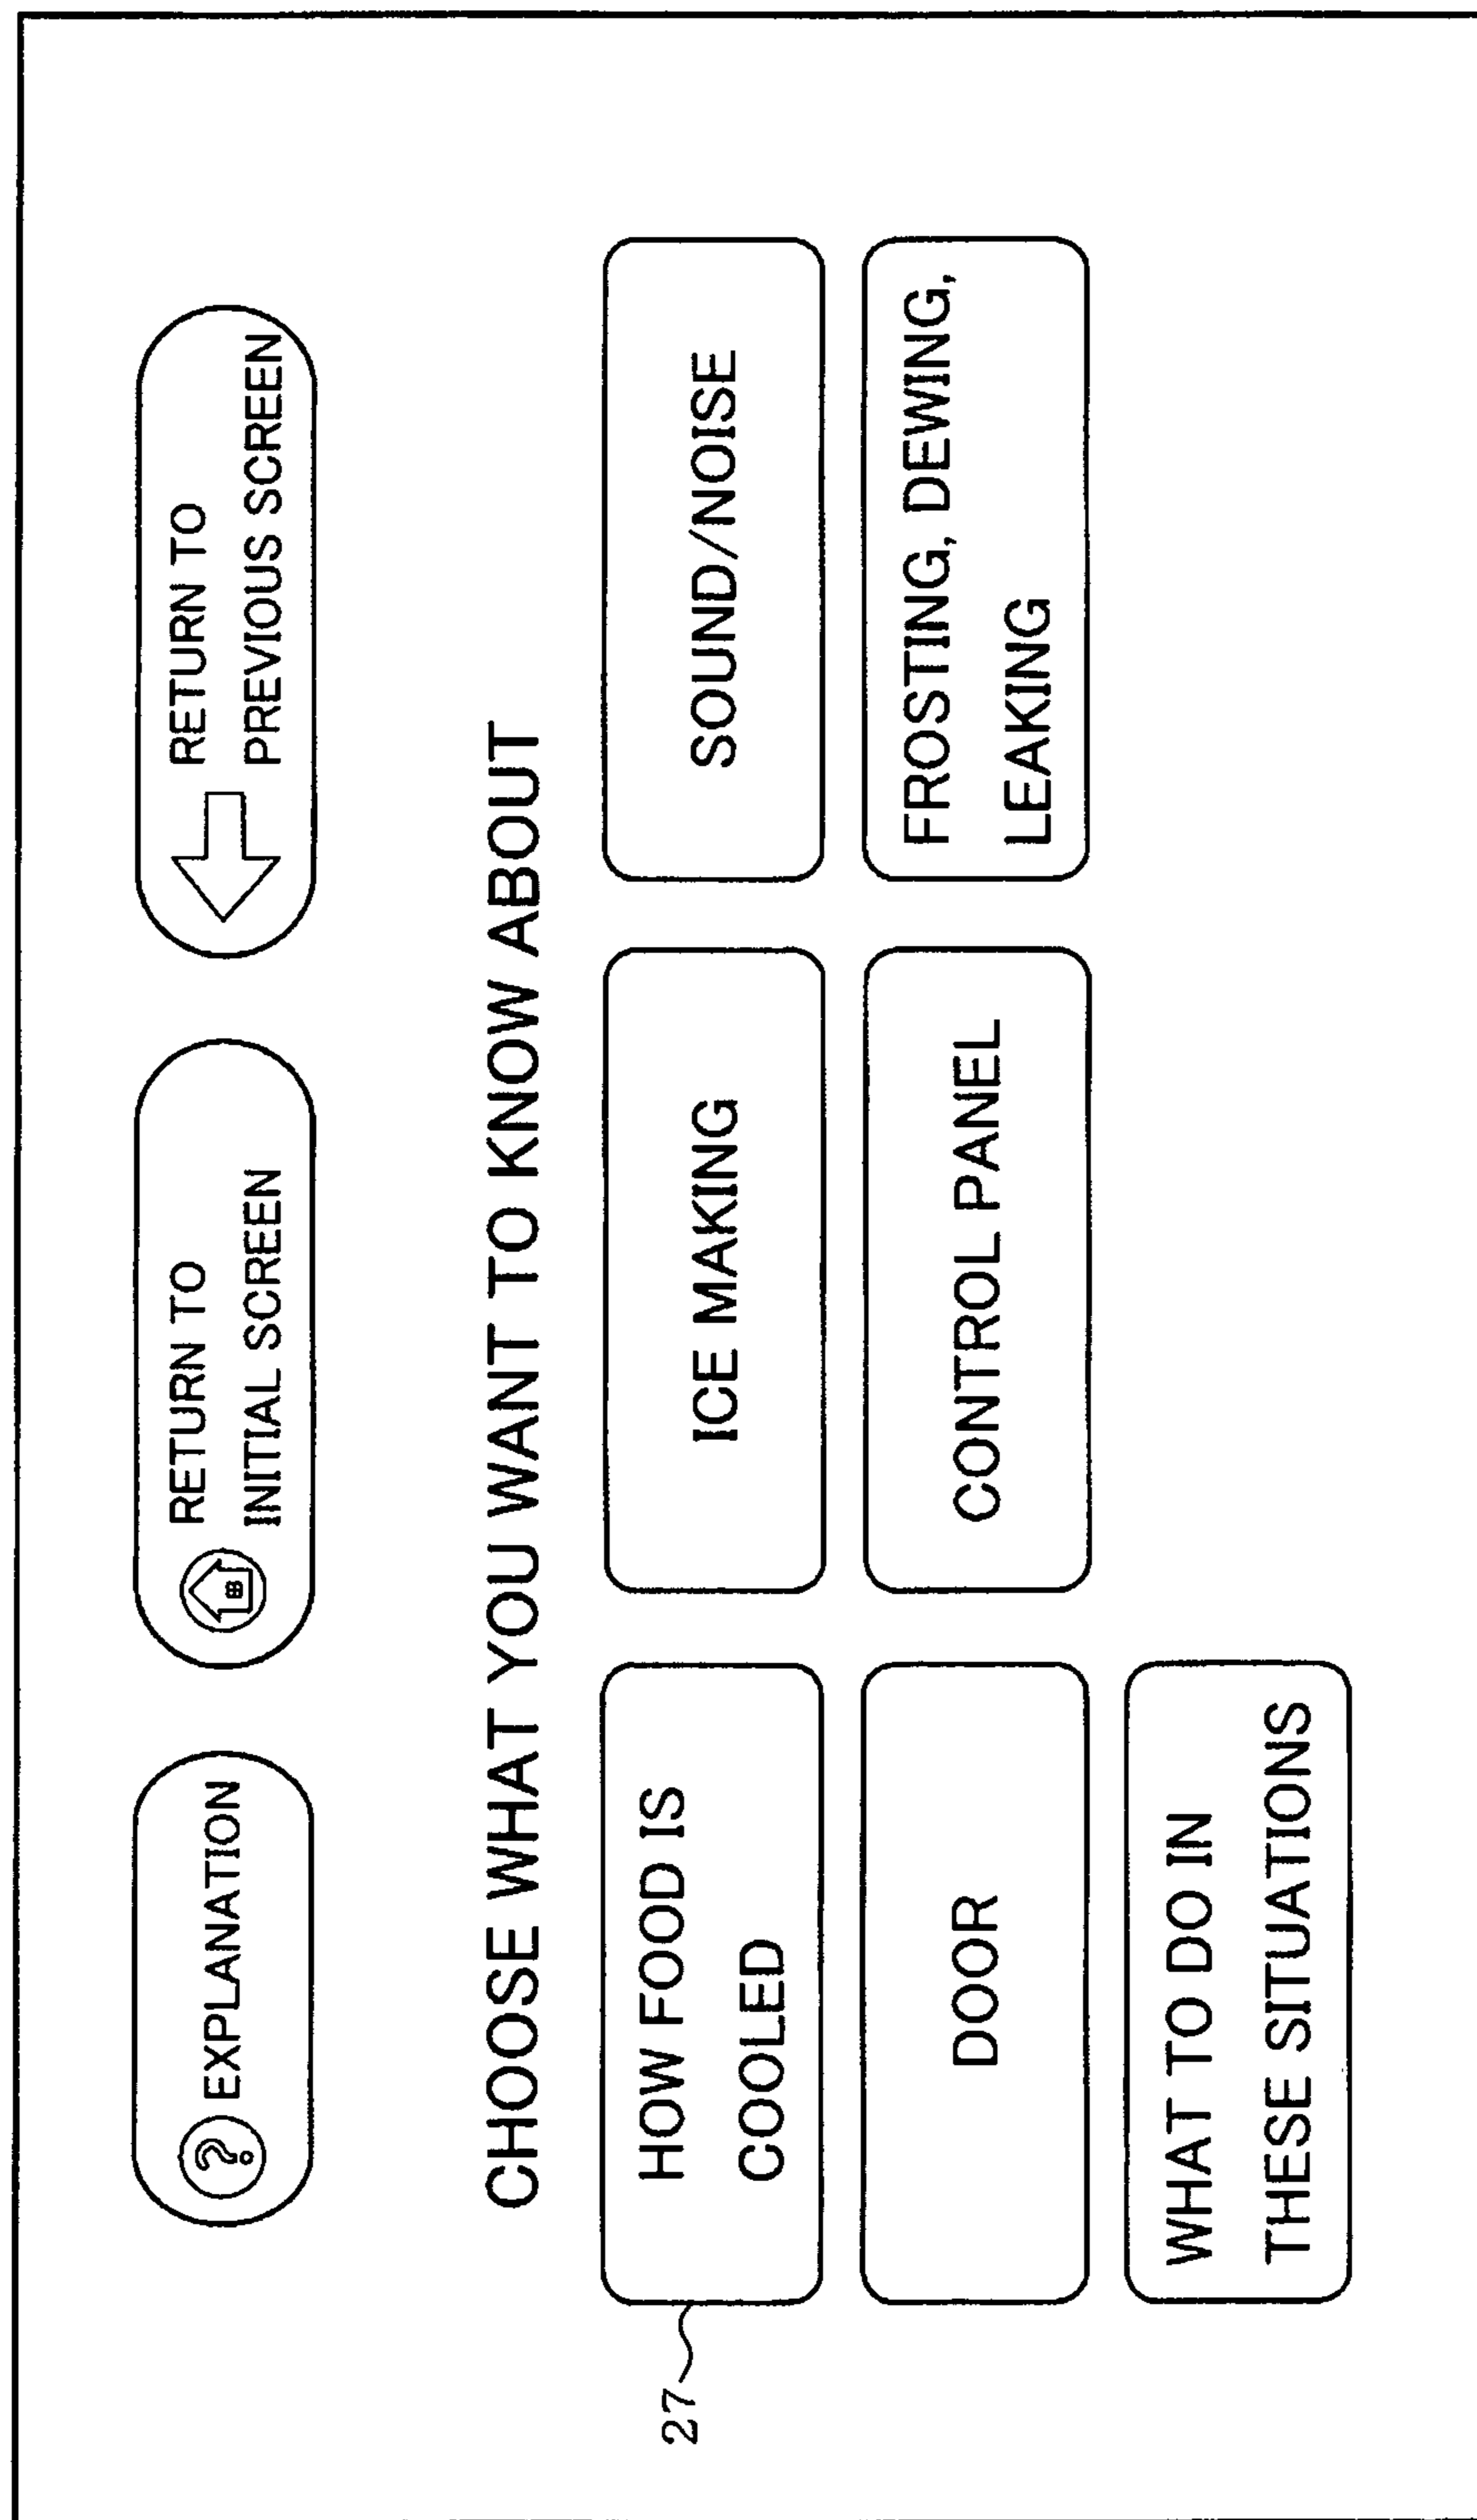 EXPLANATION
RETURN TO
INITIAL SCREEN
RETURN TO
PREVIOUS SCREEN
CHOOSE WHAT YOU WANT TO KNOW ABOUT
HOW FOOD IS
COOLED
ICE MAKING
SOUND/NOISE
DOOR
CONTROL PANEL
FROSTING, DEWING,
LEAKING
WHAT TO DO IN
THESE SITUATIONS
27